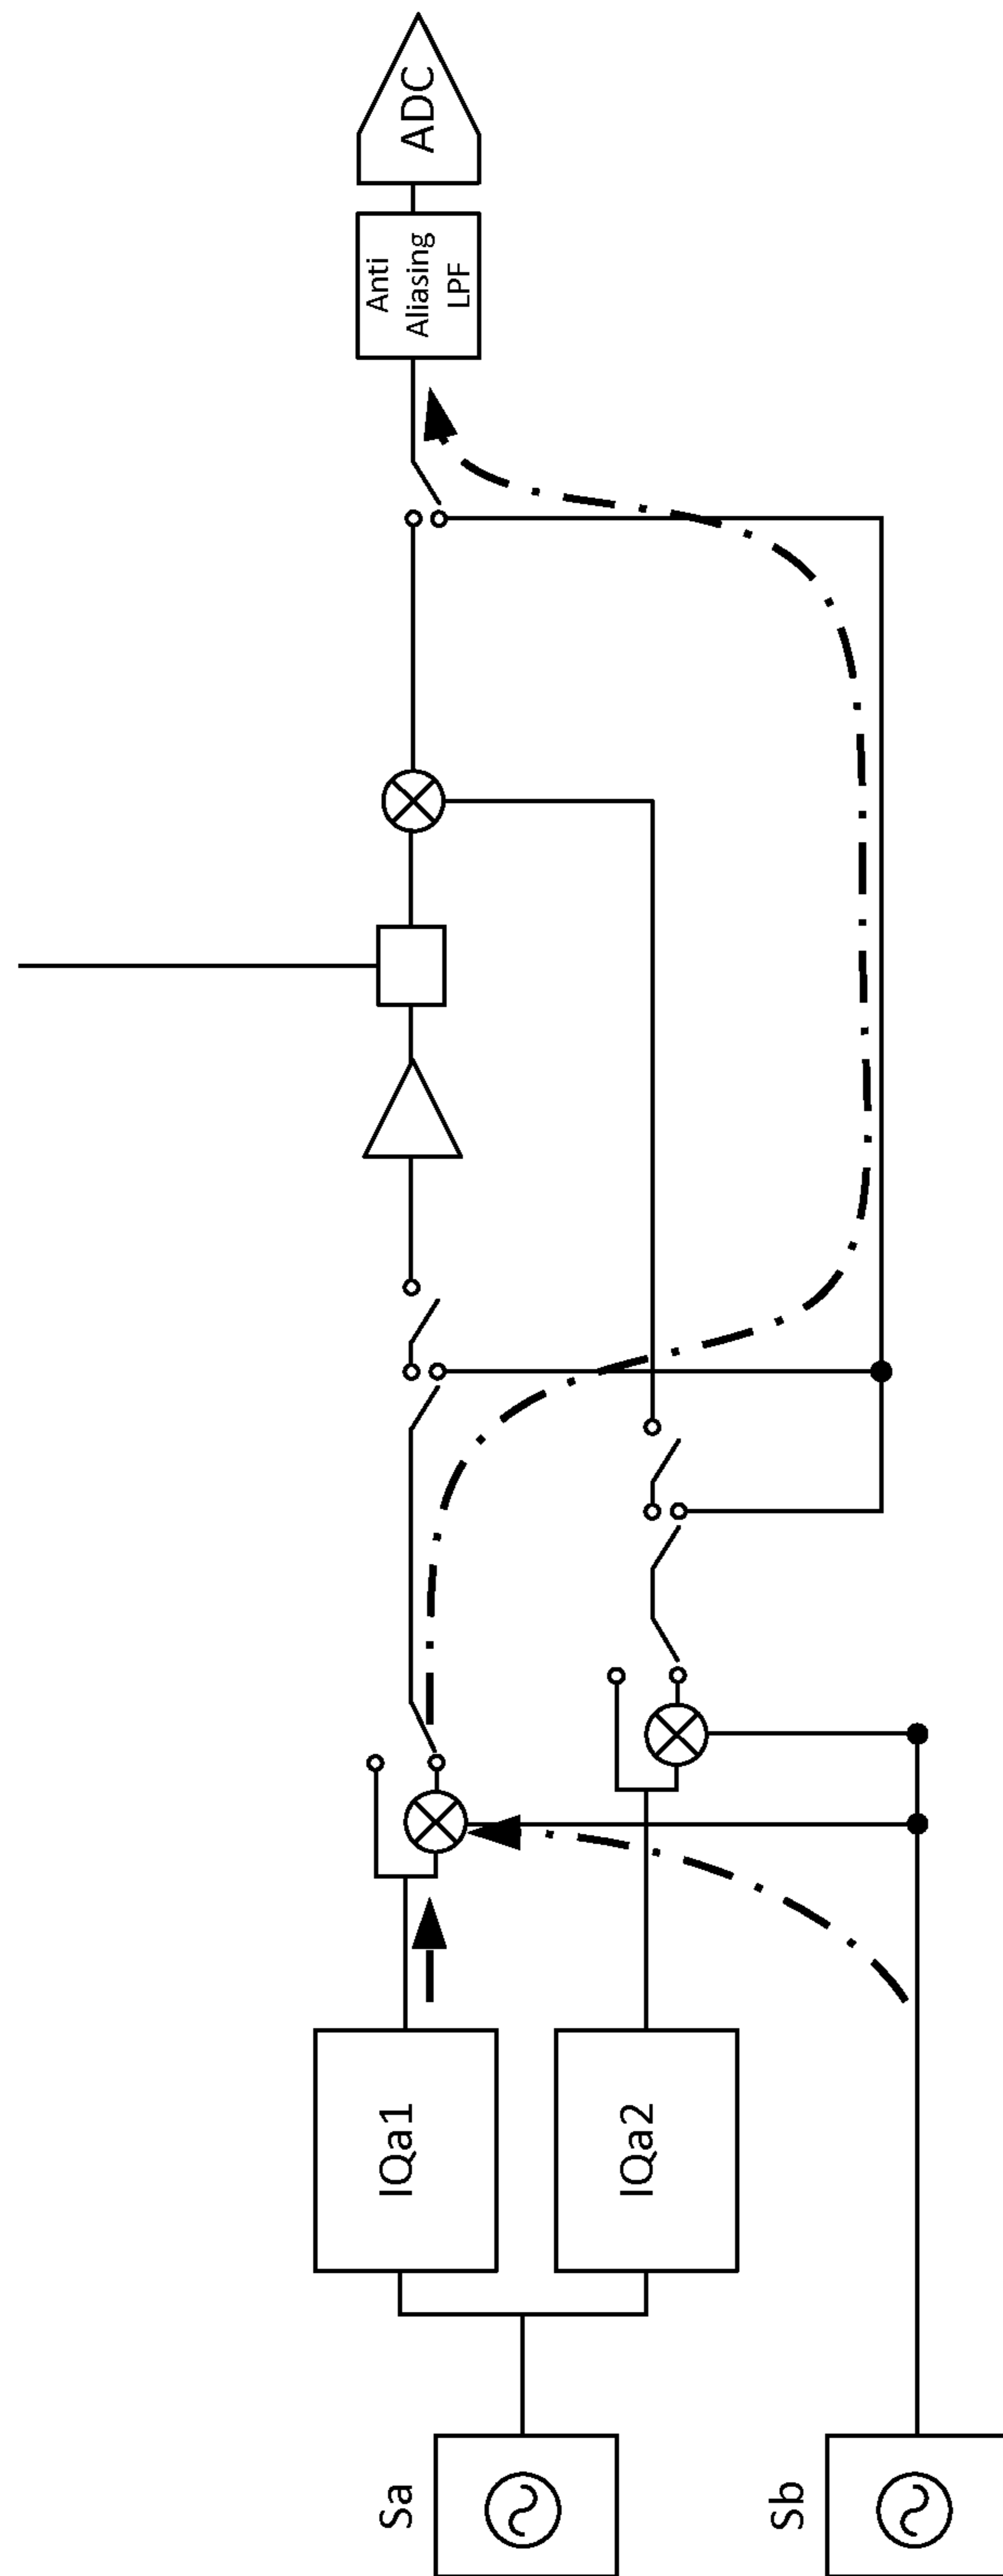 Sa
Sb
IQa1
IQa2
Anti
Aliasing
LPF
ADC